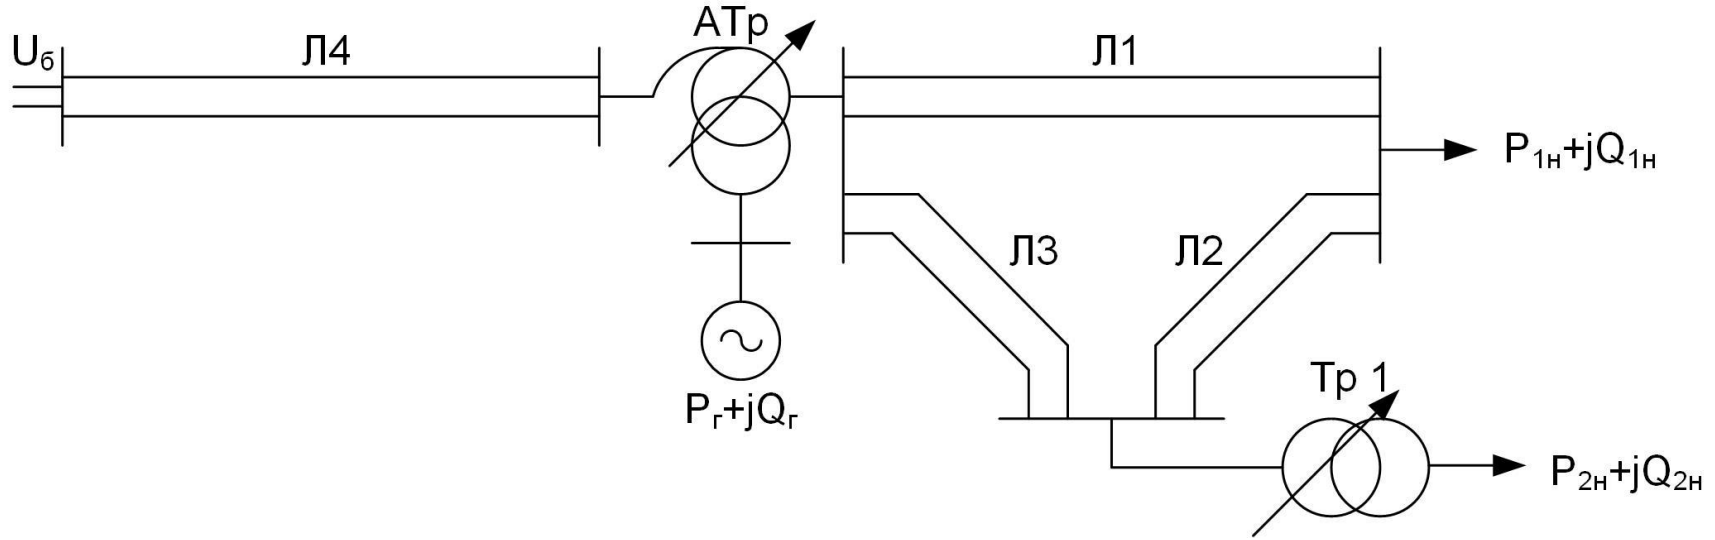 Uб
Л4
АТр
Л1
P1н+jQ1н
Л3
Л2
Pг+jQг
Тр 1
P2н+jQ2н